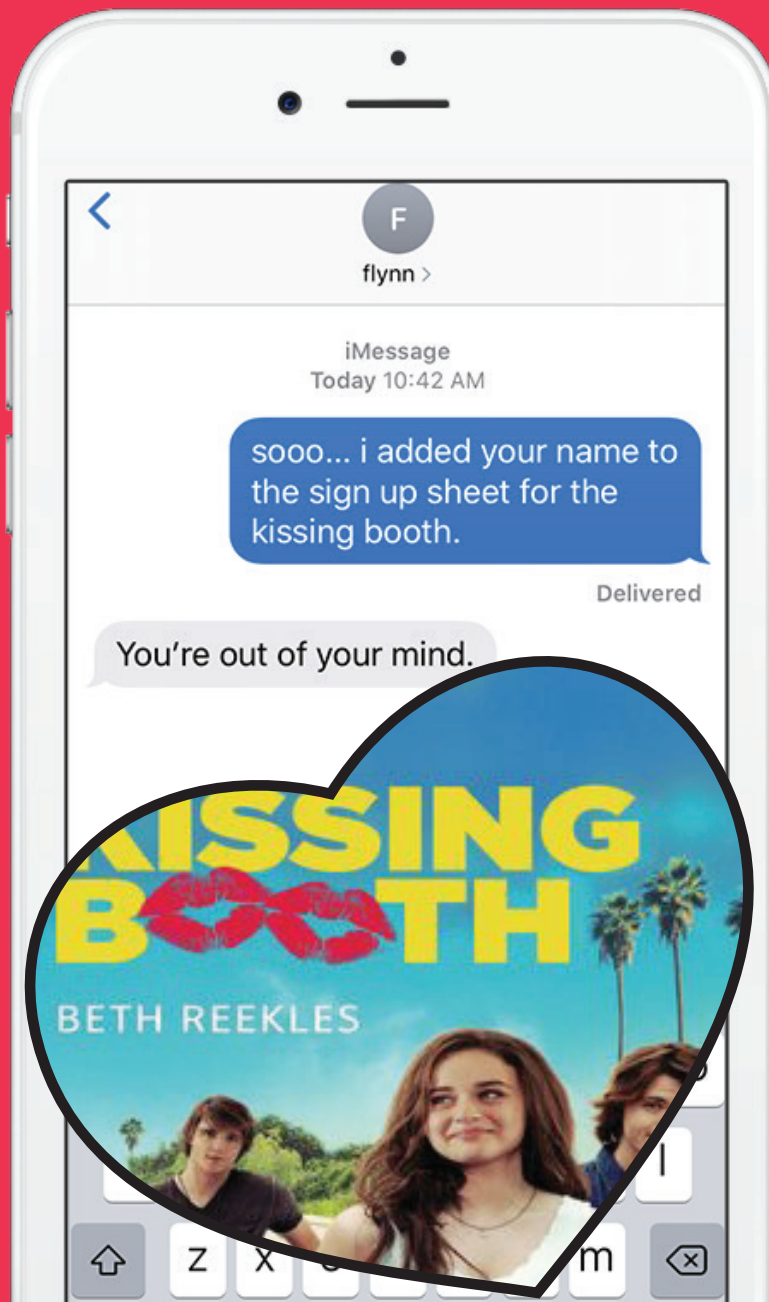 F
flynn >
iMessage
Today 10:42 AM
sooo... i added your name to
the sign up sheet for the
kissing booth.
Delivered
You're out of your mind.
KISSING
BOOTH
BETH REEKLES
l
z x m